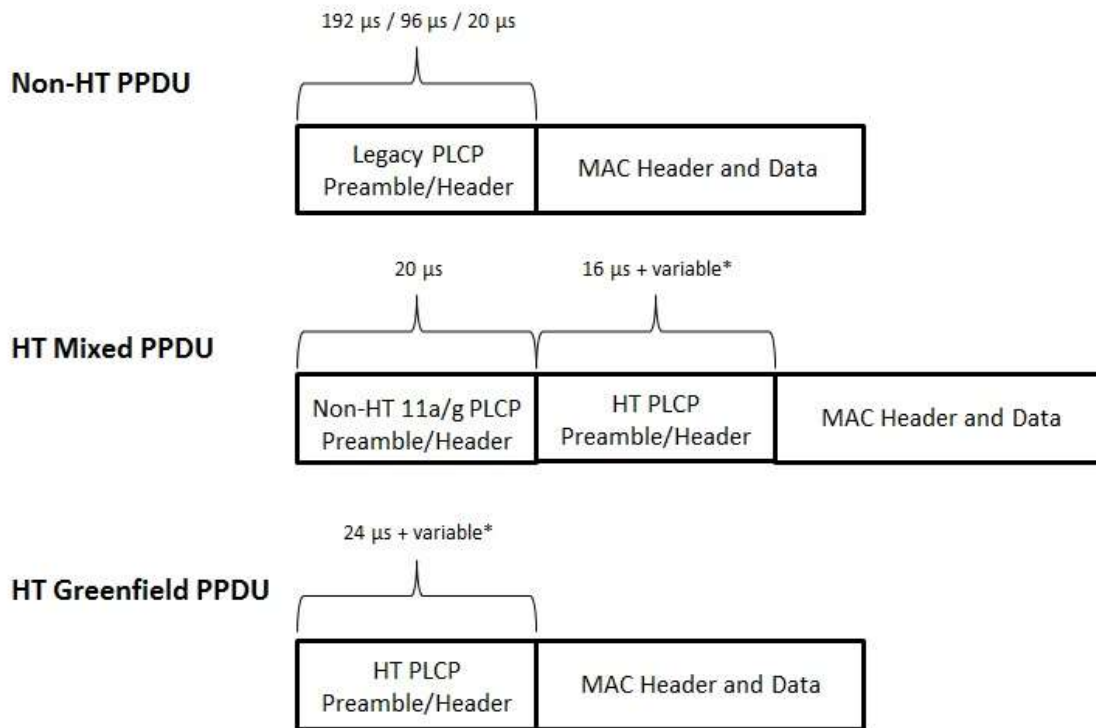 192 µs / 96 µs / 20 µs
Non-HT PPDU
Legacy PLCP
Preamble/Header
MAC Header and Data
20 µs
16 µs + variable*
HT Mixed PPDU
Non-HT 11a/g PLCP
Preamble/Header
HT PLCP
Preamble/Header
MAC Header and Data
24 µs + variable*
HT Greenfield PPDU
HT PLCP
Preamble/Header
MAC Header and Data